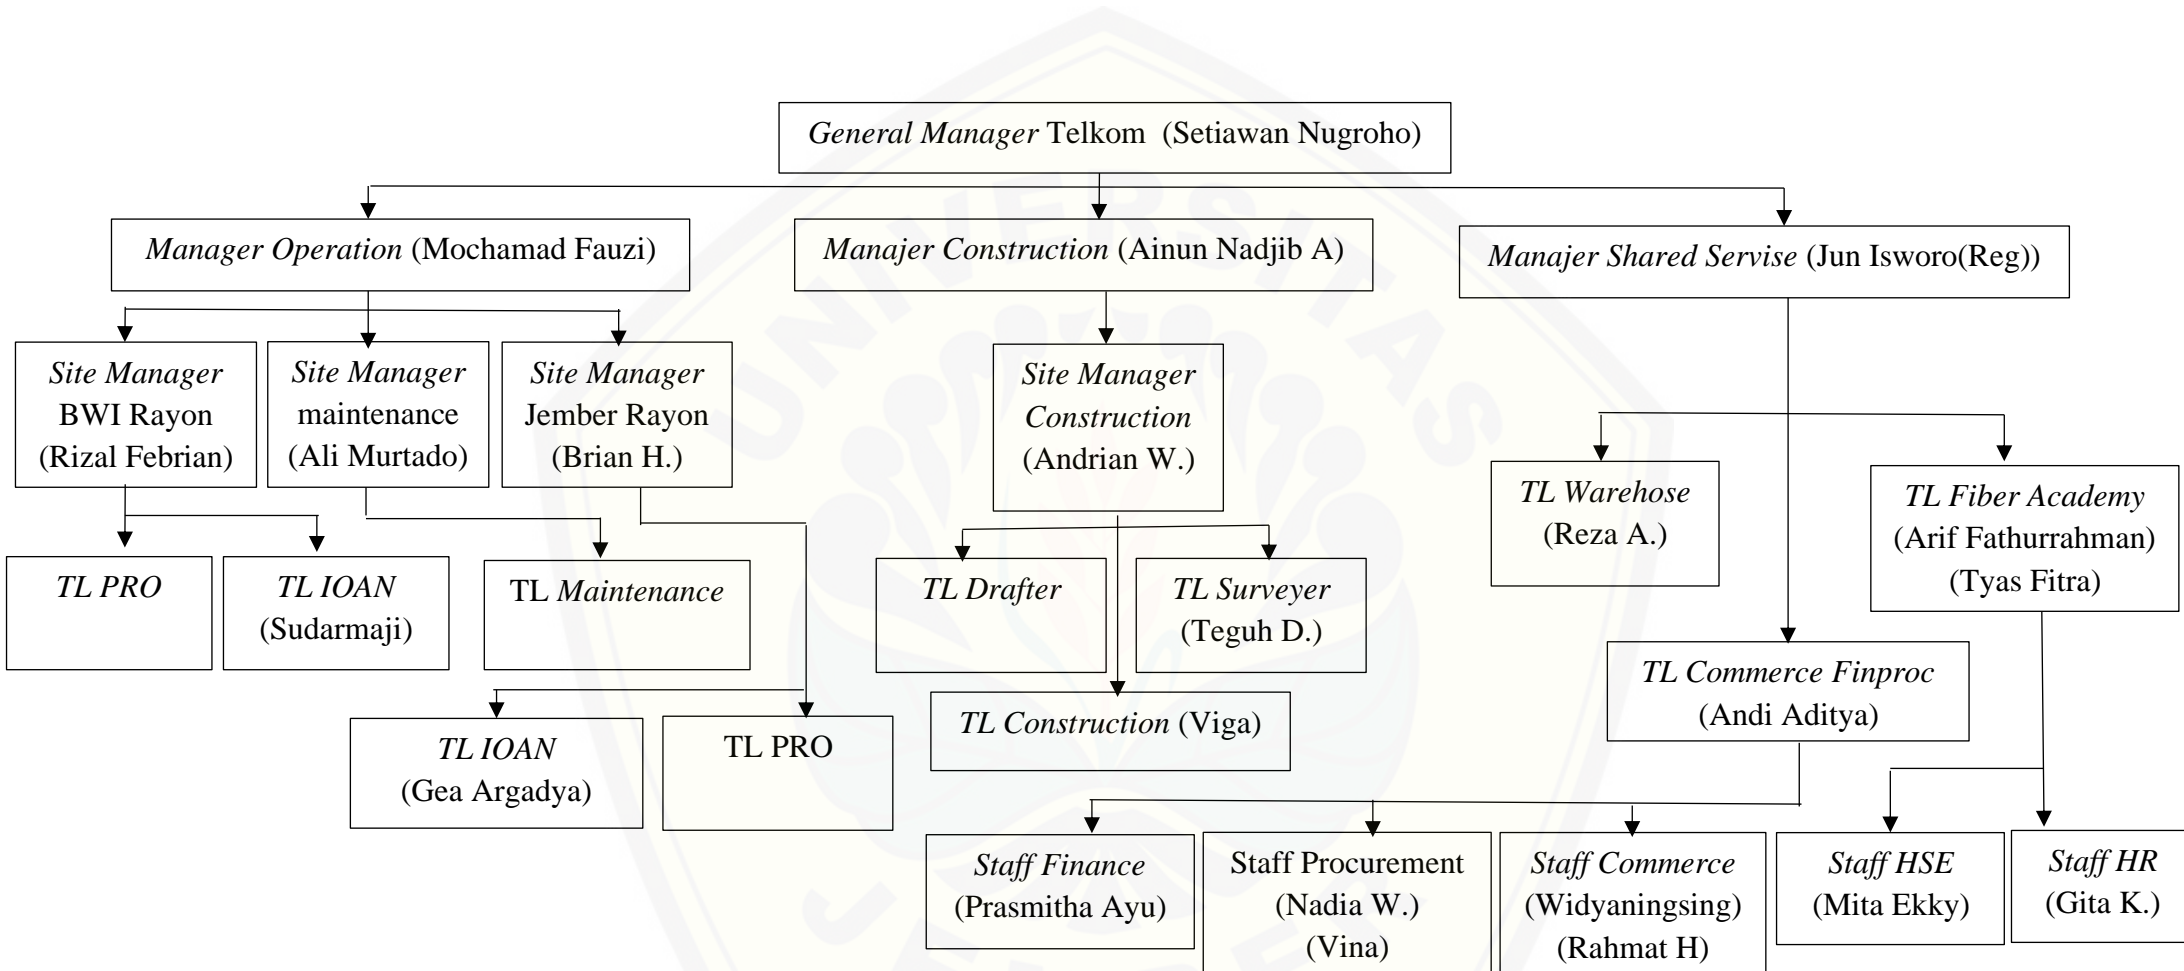 General Manager Telkom (Setiawan Nugroho)
Manager Operation (Mochamad Fauzi)
Manajer Construction (Ainun Nadjib A)
Manajer Shared Servise (Jun Isworo(Reg))
Site Manager
BWI Rayon
(Rizal Febrian)
Site Manager
maintenance
(Ali Murtado)
Site Manager
Jember Rayon
(Brian H.)
Site Manager
Construction
(Andrian W.)
TL Warehose
(Reza A.)
TL Fiber Academy
(Arif Fathurrahman)
(Tyas Fitra)
TL PRO
TL IOAN
(Sudarmaji)
TL Maintenance
TL Drafter
TL Surveyer
(Teguh D.)
TL Commerce Finproc
(Andi Aditya)
TL IOAN
(Gea Argadya)
TL PRO
TL Construction (Viga)
Staff Finance
(Prasmitha Ayu)
Staff Procurement
(Nadia W.)
(Vina)
Staff Commerce
(Widyaningsing)
(Rahmat H)
Staff HSE
(Mita Ekky)
Staff HR
(Gita K.)
UNIVERSITAS
JEMBER